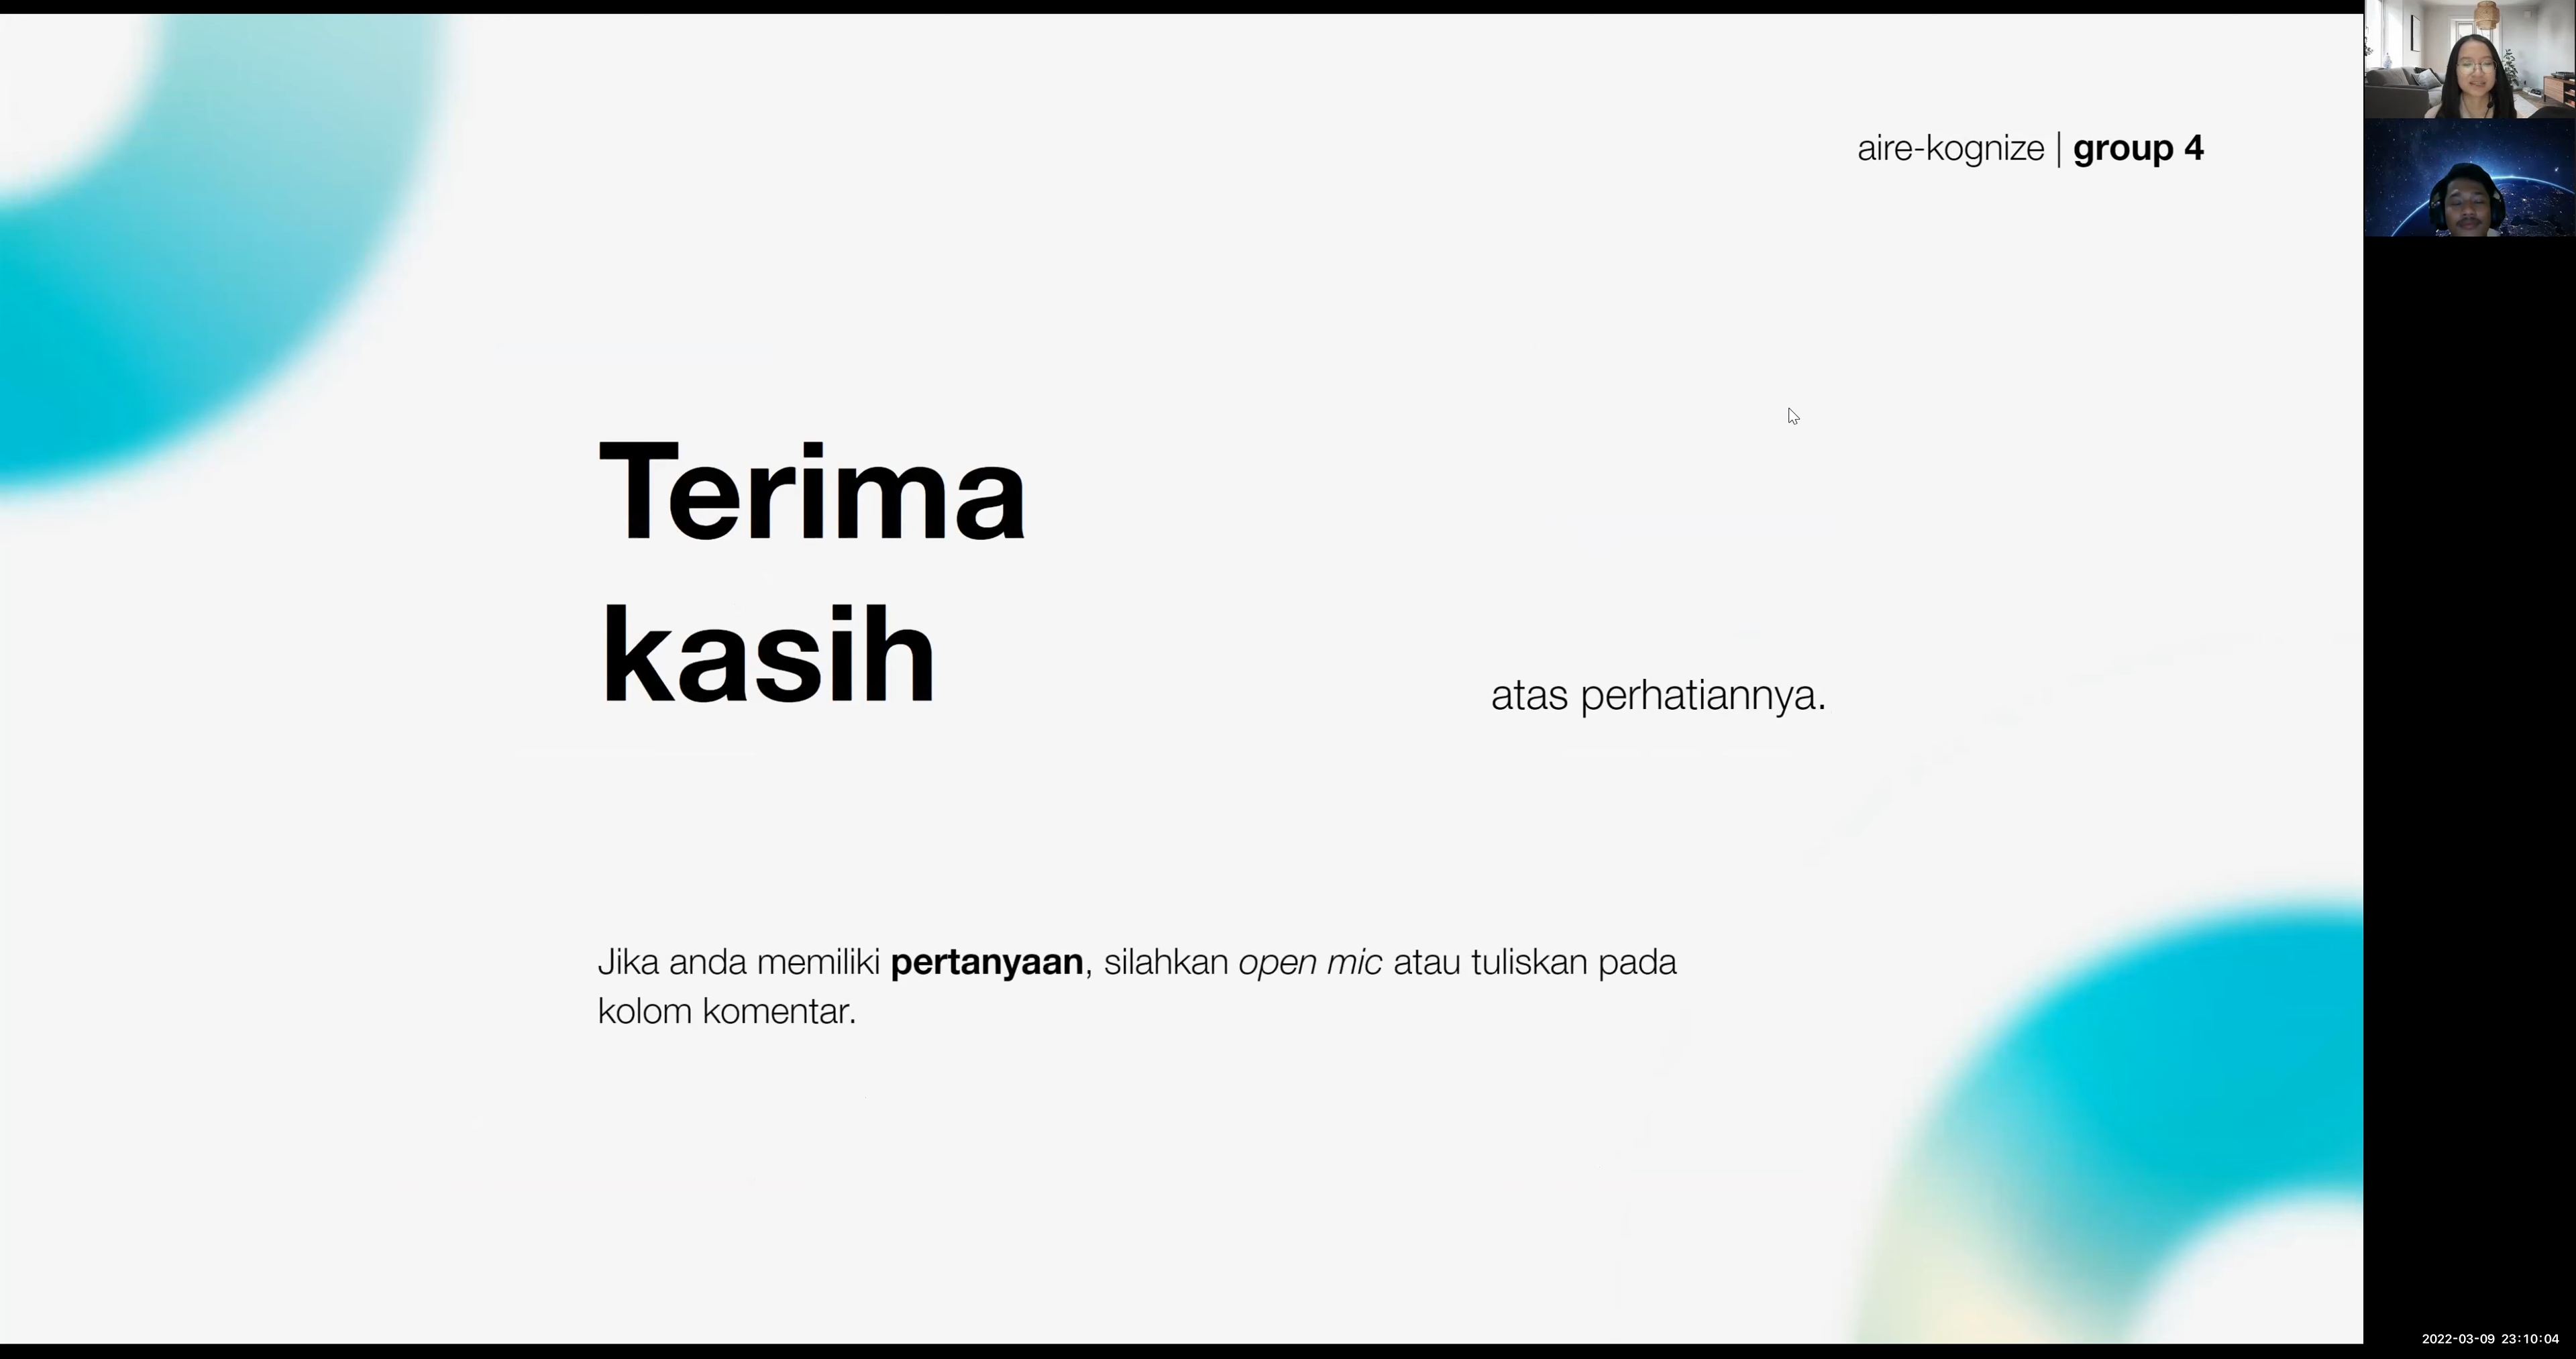 aire-kognize | group 4
Terima
kasih
atas perhatiannya.
Jika anda memiliki pertanyaan, silahkan open mic atau tuliskan pada
kolom komentar.
2022-03-09 23:10:04